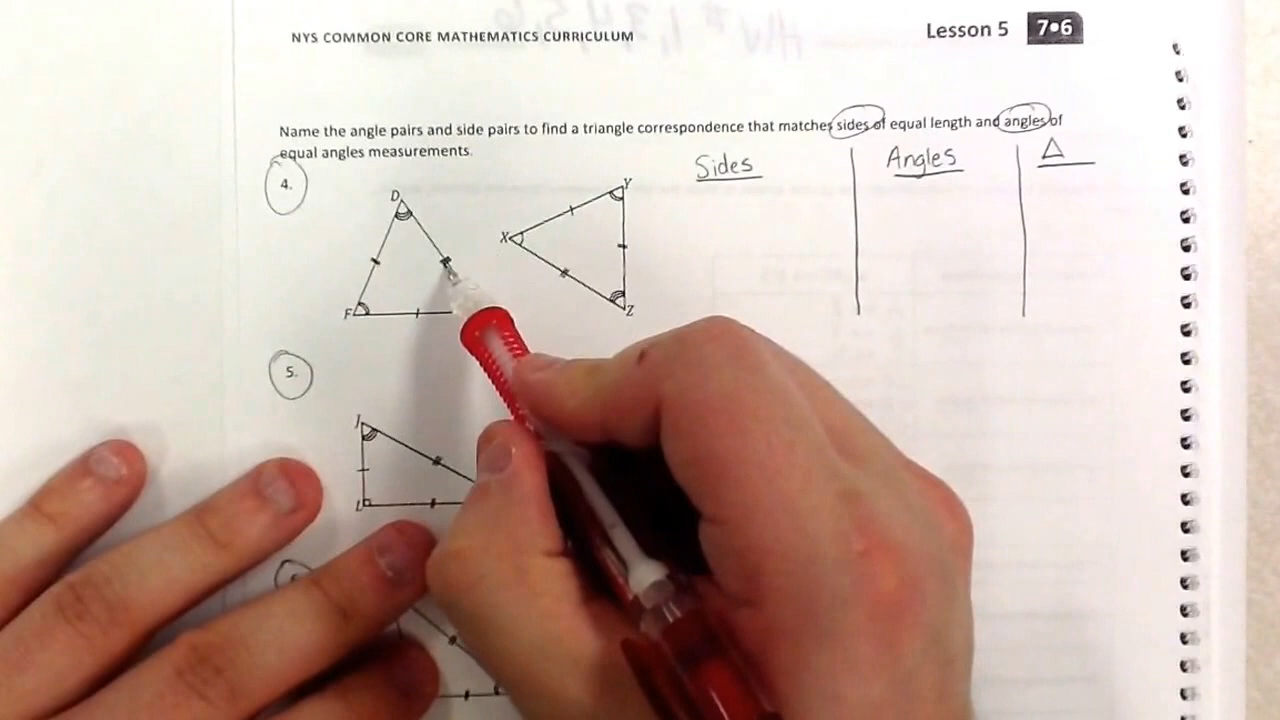 NYS COMMON CORE MATHEMATICS CURRICULUM
Lesson 5 7•6
Name the angle pairs and side pairs to find a triangle correspondence that matches sides of equal length and angles of
equal angles measurements.
Sides Angles Δ
4.
D
Y
X
F
Z
5.
J
L